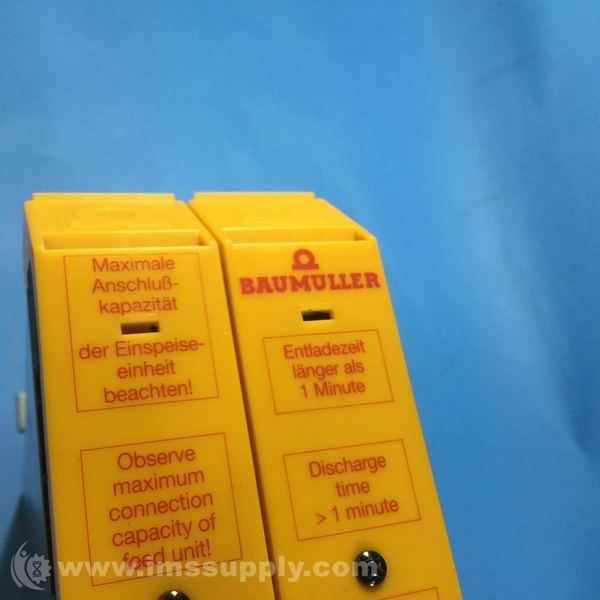 Maximale
Anschluß-
kapazität
der Einspeise-
einheit
beachten!
Observe
maximum
connection
capacity of
feed unit!
BAUMÜLLER
Entladezeit
länger als
1 Minute
Discharge
time
> 1 minute
www.imssupply.com